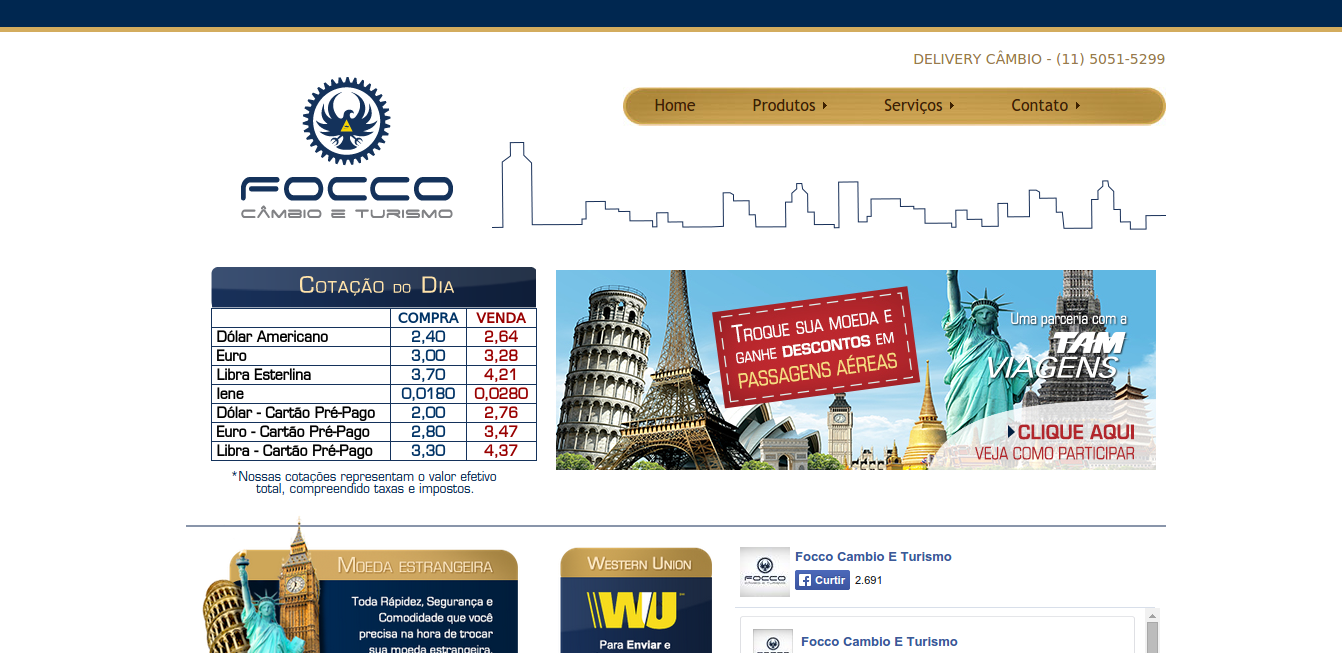 DELIVERY CÂMBIO - (11) 5051-5299
Home Produtos Serviços Contato
FOCCO
CÂMBIO E TURISMO
COTAÇÃO DO DIA
COMPRA VENDA
Dólar Americano 2,40 2,64
Euro 3,00 3,28
Libra Esterlina 3,70 4,21
Iene 0,0180 0,0280
Dólar - Cartão Pré-Pago 2,00 2,76
Euro - Cartão Pré-Pago 2,80 3,47
Libra - Cartão Pré-Pago 3,30 4,37
*Nossas cotações representam o valor efetivo
total, compreendido taxas e impostos.
TROQUE SUA MOEDA E
GANHE DESCONTOS EM
PASSAGENS AÉREAS
Uma parceria com a
TAM
VIAGENS
CLIQUE AQUI
VEJA COMO PARTICIPAR
MOEDA ESTRANGEIRA
Toda Rápidez, Segurança e
Comodidade que você
precisa na hora de trocar
sua moeda estrangeira.
WESTERN UNION
WU
Para Enviar e
FOCCO
Focco Cambio E Turismo
Curtir 2.691
Focco Cambio E Turismo